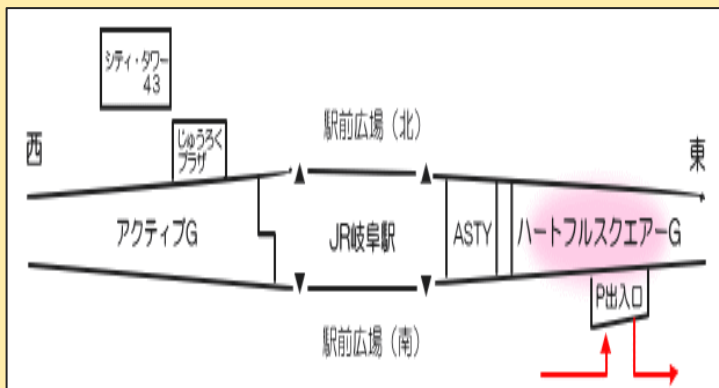 シティ・タワー
43
じゅうろく
プラザ
駅前広場（北）
西
東
アクティブG
JR岐阜駅
ASTY
ハートフルスクエアーG
P出入口
駅前広場（南）